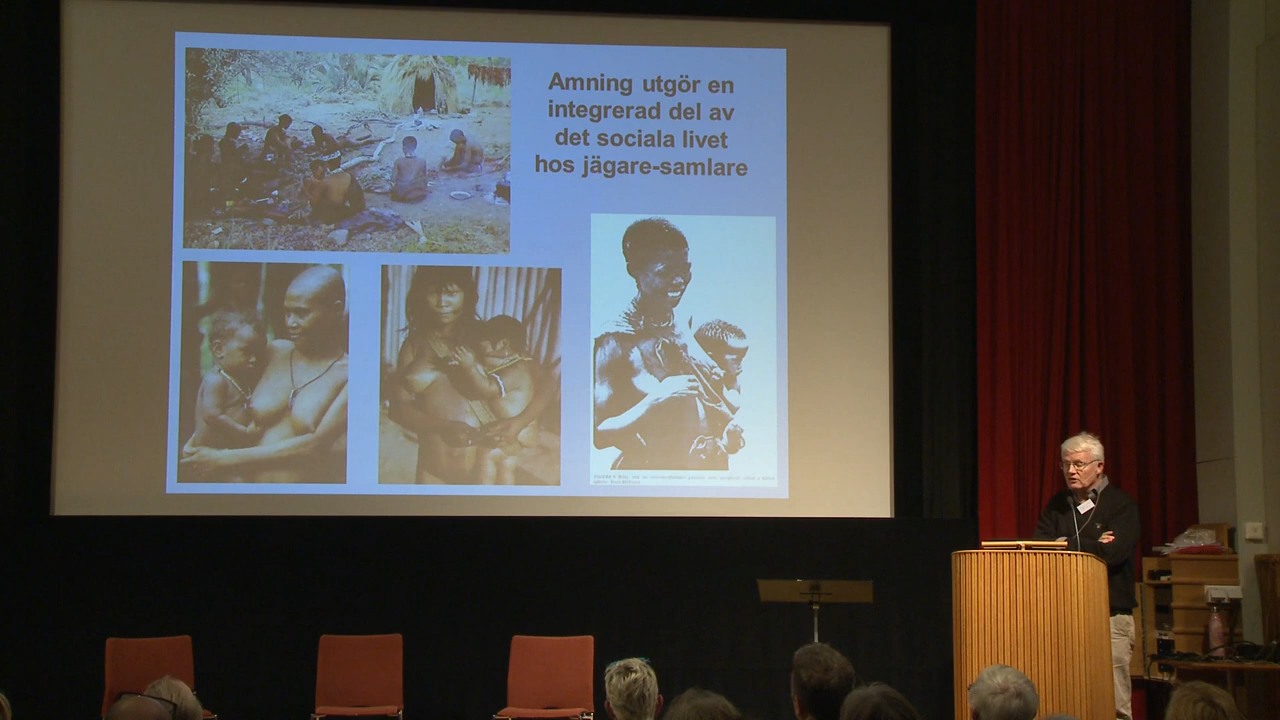 Amning utgör en
integrerad del av
det sociala livet
hos jägare-samlare